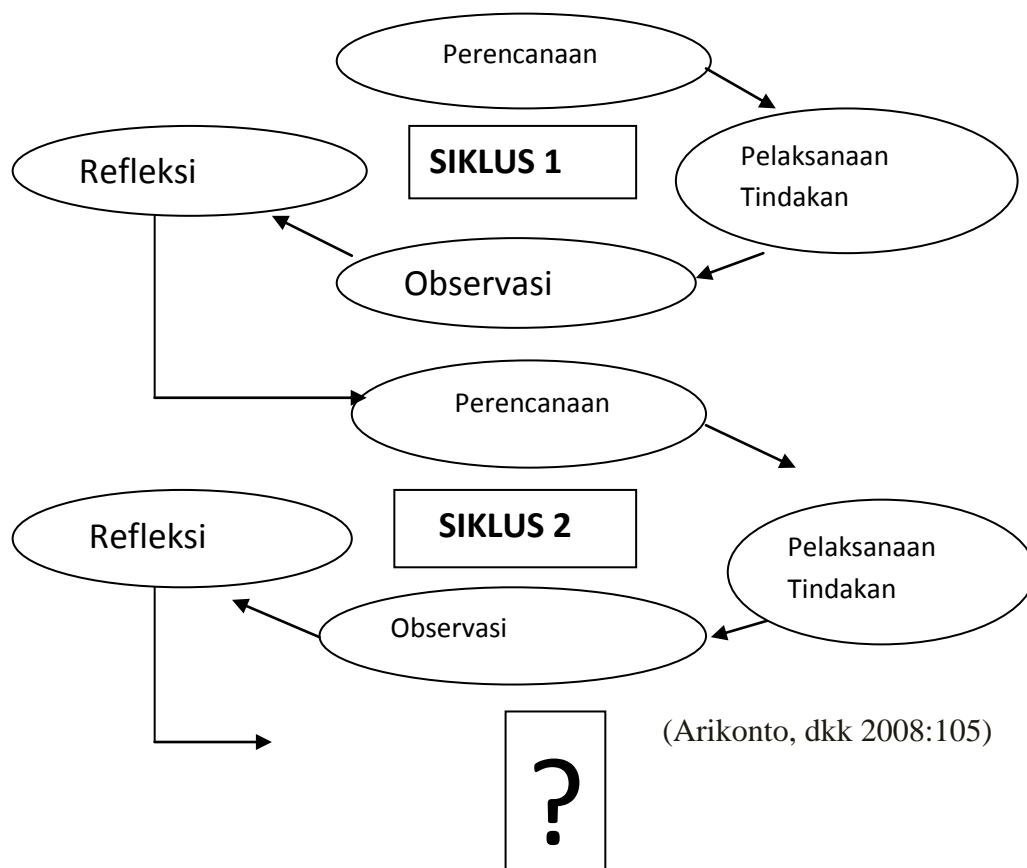 Perencanaan
SIKLUS 1
Refleksi
Pelaksanaan
Tindakan
Observasi
Perencanaan
SIKLUS 2
Refleksi
Pelaksanaan
Tindakan
Observasi
(Arikonto, dkk 2008:105)
?